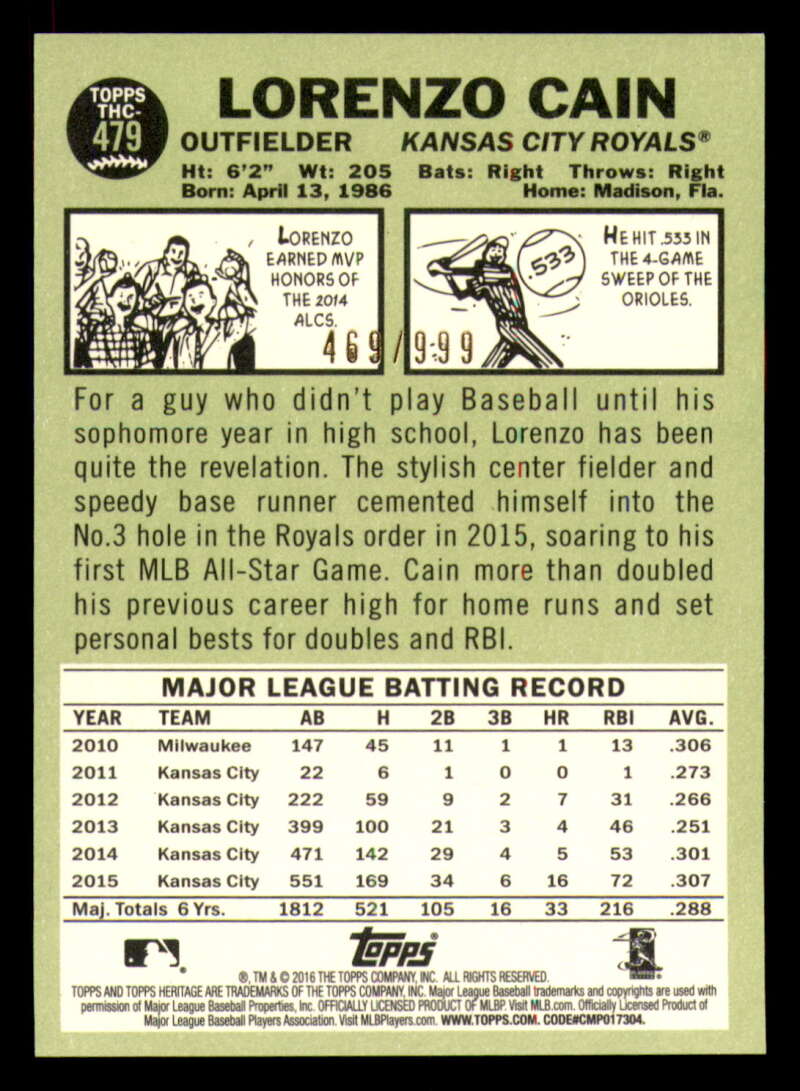 TOPPS
THC-
479
LORENZO CAIN
OUTFIELDER KANSAS CITY ROYALS®
Ht: 6'2" Wt: 205 Bats: Right Throws: Right
Born: April 13, 1986 Home: Madison, Fla.
LORENZO
EARNED MVP
HONORS OF
THE 2014
ALCS.
.533
HE HIT .533 IN
THE 4-GAME
SWEEP OF THE
ORIOLES.
469/999
For a guy who didn't play Baseball until his
sophomore year in high school, Lorenzo has been
quite the revelation. The stylish center fielder and
speedy base runner cemented himself into the
No.3 hole in the Royals order in 2015, soaring to his
first MLB All-Star Game. Cain more than doubled
his previous career high for home runs and set
personal bests for doubles and RBI.
MAJOR LEAGUE BATTING RECORD
YEAR TEAM AB H 2B 3B HR RBI AVG.
2010 Milwaukee 147 45 11 1 1 13 .306
2011 Kansas City 22 6 1 0 0 1 .273
2012 Kansas City 222 59 9 2 7 31 .266
2013 Kansas City 399 100 21 3 4 46 .251
2014 Kansas City 471 142 29 4 5 53 .301
2015 Kansas City 551 169 34 6 16 72 .307
Maj. Totals 6 Yrs. 1812 521 105 16 33 216 .288
Topps®
®, TM & © 2016 THE TOPPS COMPANY, INC. ALL RIGHTS RESERVED.
TOPPS AND TOPPS HERITAGE ARE TRADEMARKS OF THE TOPPS COMPANY, INC. Major League Baseball trademarks and copyrights are used with
permission of Major League Baseball Properties, Inc. OFFICIALLY LICENSED PRODUCT OF MLBP. Visit MLB.com. Officially Licensed Product of
Major League Baseball Players Association. Visit MLBPlayers.com. WWW.TOPPS.COM. CODE#CMP017304.